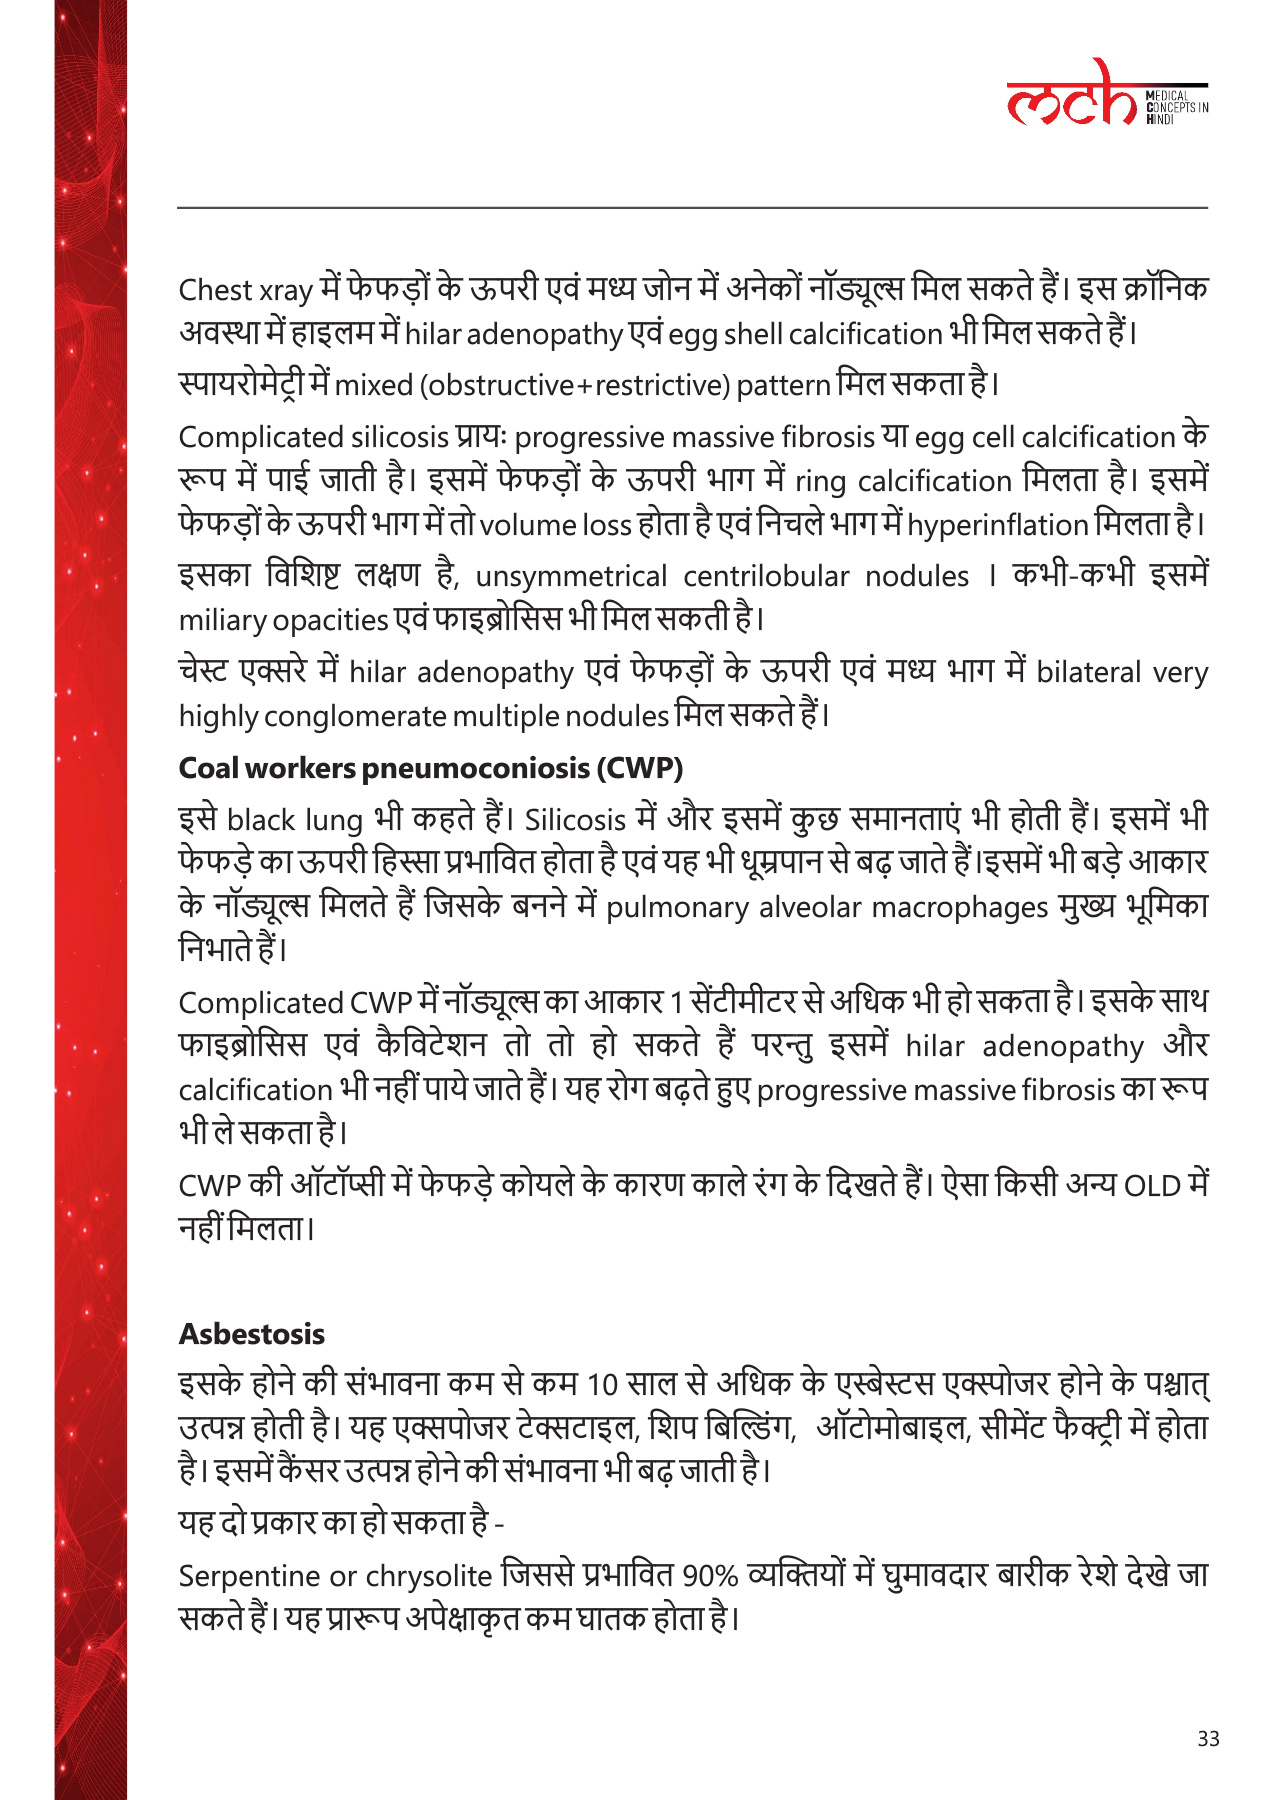 mch
MEDICAL
CONCEPTS IN
HINDI
Chest xray में फेफड़ों के ऊपरी एवं मध्य जोन में अनेकों नॉड्यूल्स मिल सकते हैं। इस क्रॉनिक
अवस्था में हाइलम में hilar adenopathy एवं egg shell calcification भी मिल सकते हैं।
स्पायरोमेट्री में mixed (obstructive+restrictive) pattern मिल सकता है।
Complicated silicosis प्रायः progressive massive fibrosis या egg cell calcification के
रूप में पाई जाती है। इसमें फेफड़ों के ऊपरी भाग में ring calcification मिलता है। इसमें
फेफड़ों के ऊपरी भाग में तो volume loss होता है एवं निचले भाग में hyperinflation मिलता है।
इसका विशिष्ट लक्षण है, unsymmetrical centrilobular nodules । कभी-कभी इसमें
miliary opacities एवं फाइब्रोसिस भी मिल सकती है।
चेस्ट एक्सरे में hilar adenopathy एवं फेफड़ों के ऊपरी एवं मध्य भाग में bilateral very
highly conglomerate multiple nodules मिल सकते हैं।
Coal workers pneumoconiosis (CWP)
इसे black lung भी कहते हैं। Silicosis में और इसमें कुछ समानताएं भी होती हैं। इसमें भी
फेफड़े का ऊपरी हिस्सा प्रभावित होता है एवं यह भी धूम्रपान से बढ़ जाते हैं।इसमें भी बड़े आकार
के नॉड्यूल्स मिलते हैं जिसके बनने में pulmonary alveolar macrophages मुख्य भूमिका
निभाते हैं।
Complicated CWP में नॉड्यूल्स का आकार 1 सेंटीमीटर से अधिक भी हो सकता है। इसके साथ
फाइब्रोसिस एवं कैविटेशन तो तो हो सकते हैं परन्तु इसमें hilar adenopathy और
calcification भी नहीं पाये जाते हैं। यह रोग बढ़ते हुए progressive massive fibrosis का रूप
भी ले सकता है।
CWP की ऑटॉप्सी में फेफड़े कोयले के कारण काले रंग के दिखते हैं। ऐसा किसी अन्य OLD में
नहीं मिलता।
Asbestosis
इसके होने की संभावना कम से कम 10 साल से अधिक के एस्बेस्टस एक्स्पोजर होने के पश्चात्
उत्पन्न होती है। यह एक्सपोजर टेक्सटाइल, शिप बिल्डिंग, ऑटोमोबाइल, सीमेंट फैक्ट्री में होता
है। इसमें कैंसर उत्पन्न होने की संभावना भी बढ़ जाती है।
यह दो प्रकार का हो सकता है -
Serpentine or chrysolite जिससे प्रभावित 90% व्यक्तियों में घुमावदार बारीक रेशे देखे जा
सकते हैं। यह प्रारूप अपेक्षाकृत कम घातक होता है।
33